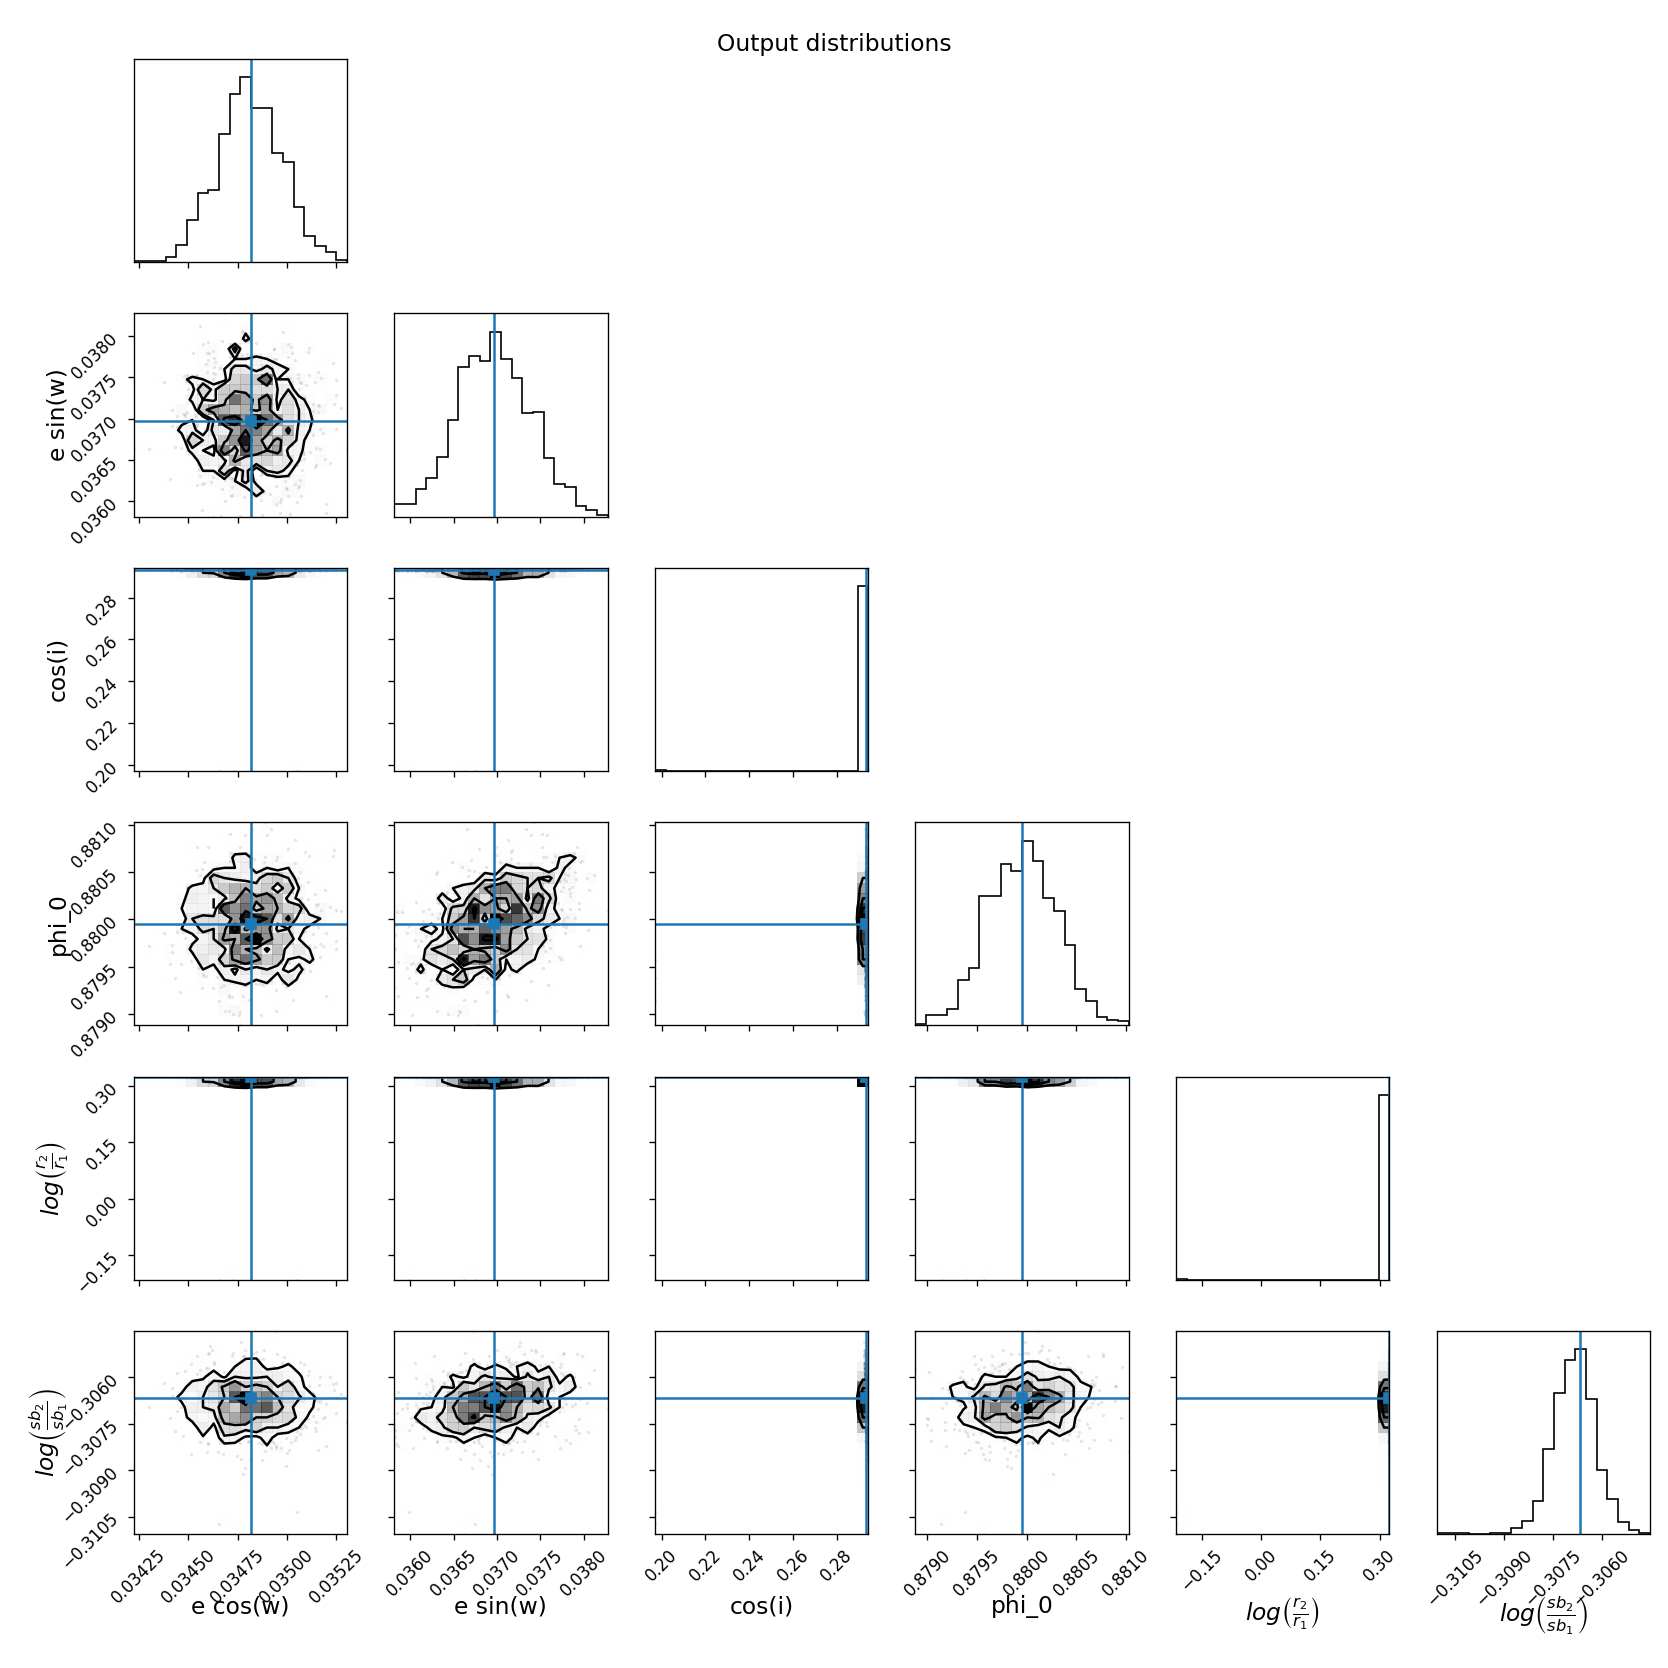 Output distributions
e sin(w)
0.0380
0.0375
0.0370
0.0365
0.0360
cos(i)
0.28
0.26
0.24
0.22
0.20
phi_0
0.8810
0.8805
0.8800
0.8795
0.8790
log(r₂/r₁)
0.30
0.15
0.00
−0.15
log(sb₂/sb₁)
−0.3060
−0.3075
−0.3090
−0.3105
0.03425 0.03450 0.03475 0.03500 0.03525
e cos(w)
0.0360 0.0365 0.0370 0.0375 0.0380
e sin(w)
0.20 0.22 0.24 0.26 0.28
cos(i)
0.8790 0.8795 0.8800 0.8805 0.8810
phi_0
−0.15 0.00 0.15 0.30
log(r₂/r₁)
−0.3105 −0.3090 −0.3075 −0.3060
log(sb₂/sb₁)